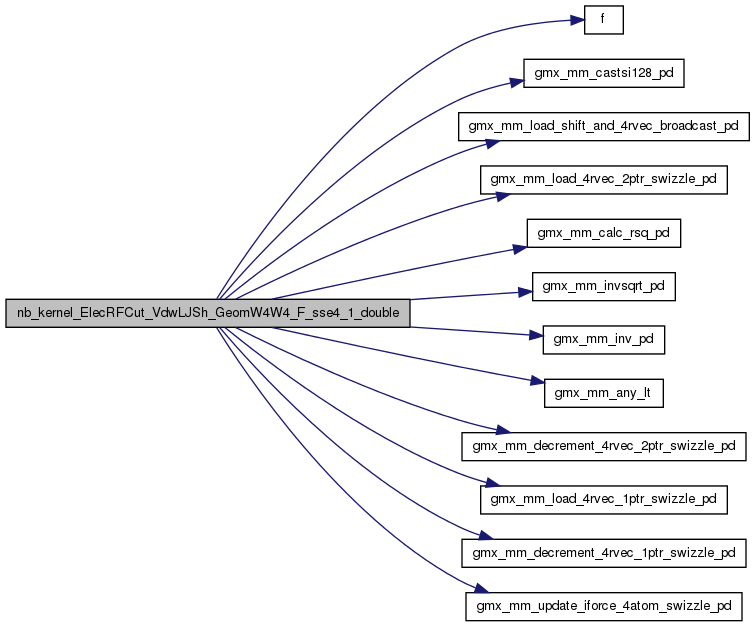 f
gmx_mm_castsi128_pd
gmx_mm_load_shift_and_4rvec_broadcast_pd
gmx_mm_load_4rvec_2ptr_swizzle_pd
gmx_mm_calc_rsq_pd
gmx_mm_invsqrt_pd
nb_kernel_ElecRFCut_VdwLJSh_GeomW4W4_F_sse4_1_double
gmx_mm_inv_pd
gmx_mm_any_lt
gmx_mm_decrement_4rvec_2ptr_swizzle_pd
gmx_mm_load_4rvec_1ptr_swizzle_pd
gmx_mm_decrement_4rvec_1ptr_swizzle_pd
gmx_mm_update_iforce_4atom_swizzle_pd